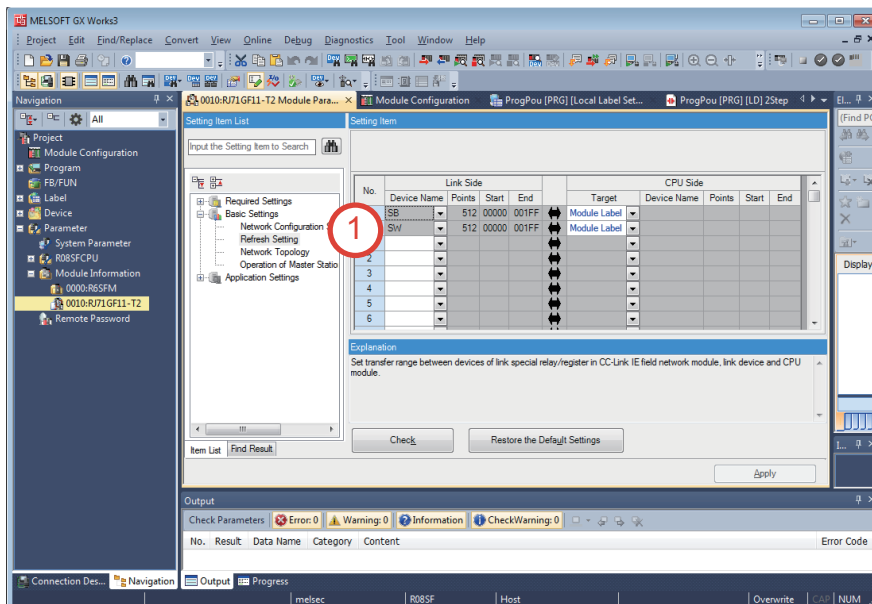 MELSOFT GX Works3
Project Edit Find/Replace Convert View Online Debug Diagnostics Tool Window Help
Navigation
0010:RJ71GF11-T2 Module Para...
Module Configuration
ProgPou [PRG] [Local Label Set...
ProgPou [PRG] [LD] 2Step
El...
All
Setting Item List
Setting Item
(Find PO
Project
Module Configuration
Program
FB/FUN
Label
Device
Parameter
System Parameter
R08SFCPU
Module Information
0000:R6SFM
0010:RJ71GF11-T2
Remote Password
Input the Setting Item to Search
Required Settings
Basic Settings
Network Configuration S
Refresh Setting
Network Topology
Operation of Master Statio
Application Settings
1
No. Link Side CPU Side
Device Name Points Start End Target Device Name Points Start End
SB 512 00000 001FF Module Label
SW 512 00000 001FF Module Label
2
3
4
5
6
Display
Explanation
Set transfer range between devices of link special relay/register in CC-Link IE field network module, link device and CPU
module.
Item List Find Result
Check Restore the Default Settings
Apply
I...
Output
Check Parameters Error: 0 Warning: 0 Information CheckWarning: 0
No. Result Data Name Category Content Error Code
Connection Des... Navigation Output Progress
melsec R08SF Host Overwrite CAP NUM